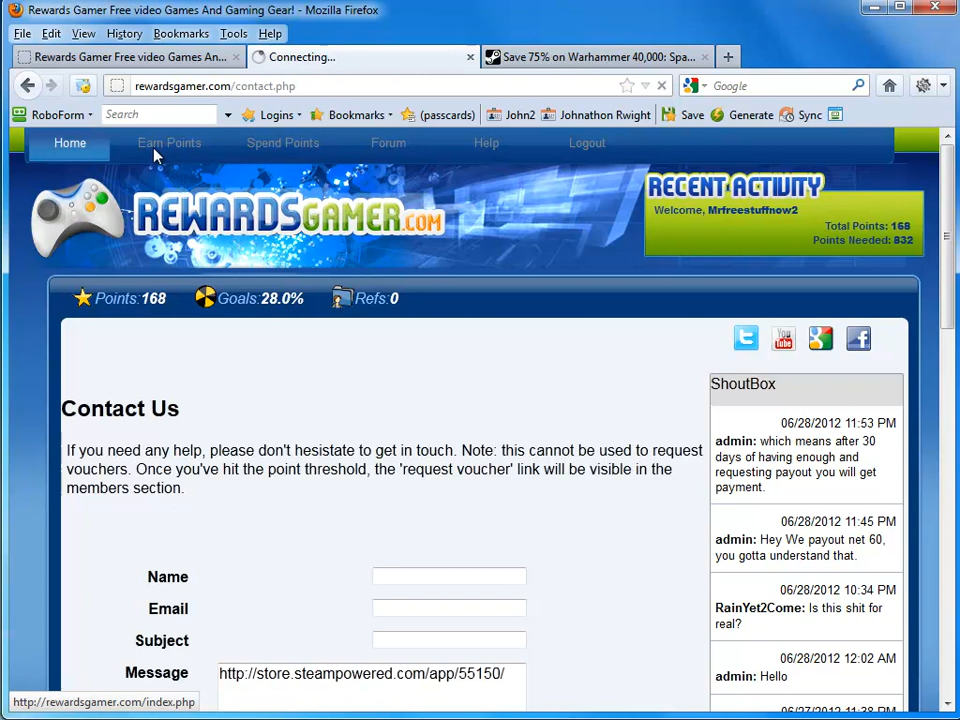 Rewards Gamer Free video Games And Gaming Gear! - Mozilla Firefox
File Edit View History Bookmarks Tools Help
Rewards Gamer Free video Games An...
Connecting...
Save 75% on Warhammer 40,000: Spa...
rewardsgamer.com/contact.php
Google
RoboForm
Search
Logins
Bookmarks
(passcards)
John2
Johnathon Rwight
Save
Generate
Sync
Home Earn Points Spend Points Forum Help Logout
REWARDSGAMER.COM
RECENT ACTIVITY
Welcome, Mrfreestuffnow2
Total Points: 168
Points Needed: 832
Points:168 Goals:28.0% Refs:0
You
Tube
Contact Us
If you need any help, please don't hesistate to get in touch. Note: this cannot be used to request
vouchers. Once you've hit the point threshold, the 'request voucher' link will be visible in the
members section.
Name
Email
Subject
Message
http://store.steampowered.com/app/55150/
ShoutBox
06/28/2012 11:53 PM
admin: which means after 30
days of having enough and
requesting payout you will get
payment.
06/28/2012 11:45 PM
admin: Hey We payout net 60,
you gotta understand that.
06/28/2012 10:34 PM
RainYet2Come: Is this shit for
real?
06/28/2012 12:02 AM
admin: Hello
06/27/2012 11:38 PM
http://rewardsgamer.com/index.php